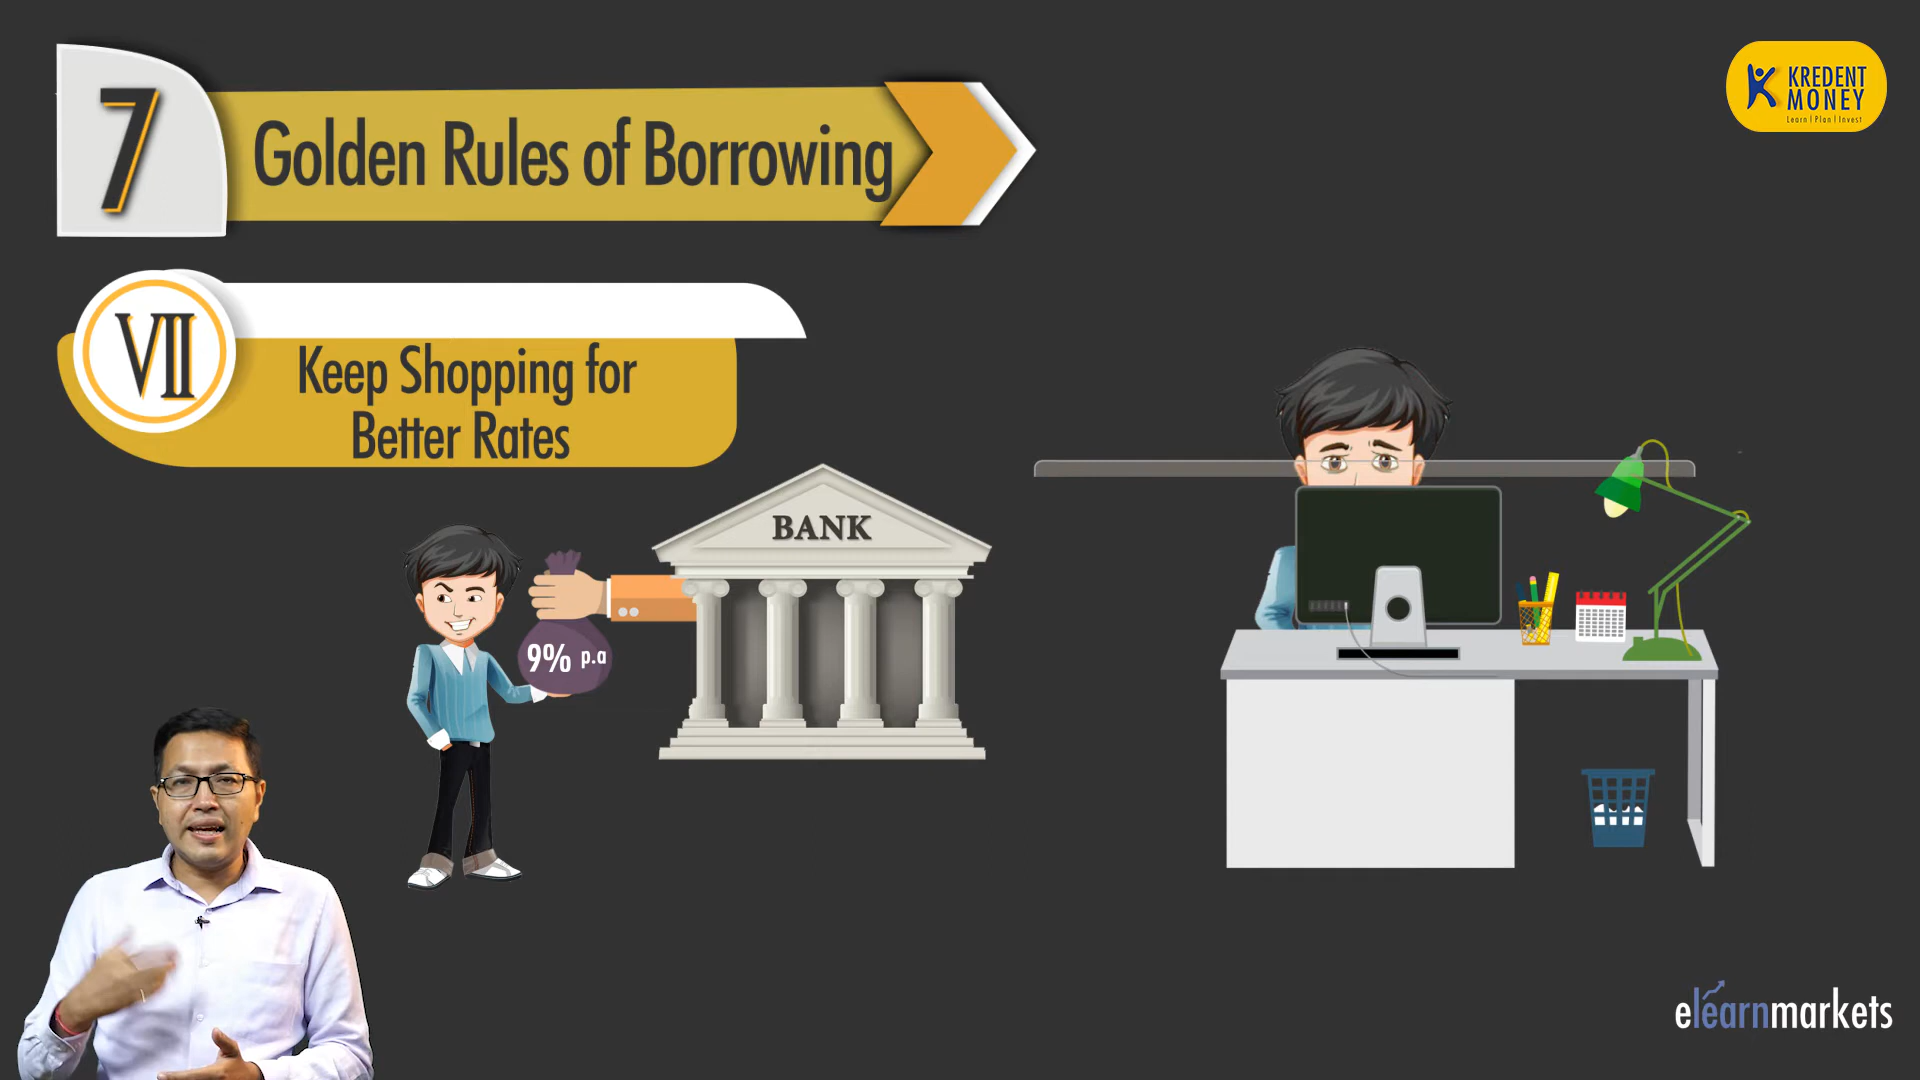 7
Golden Rules of Borrowing
KREDENT
MONEY
Learn | Plan | Invest
VII
Keep Shopping for
Better Rates
BANK
9% p.a
elearnmarkets